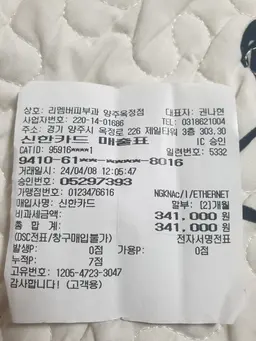 상호: 리멤버피부과 양주옥정점 대표자: 권나현
사업자번호: 220-14-01686 TEL: 0318621004
주소: 경기 양주시 옥정로 226 제일타워 3층 303,30
신한카드 매출표 IC 승인
CATID: 95916****1 일련번호: 5332
9410-61**-****-8016
거래일시: 24/04/08 12:05:47
승인번호: 05297393 NGKNAc/I/ETHERNET
가맹점번호: 0123476616 할부: [2]개월
매입사명: 신한카드
비과세금액: 341,000 원
총 합계: 341,000 원
(DSC전표/창구매입불가) 전자서명전표
발생P: 0점 가용P: 0점
누적P: 7점
고유번호: 1205-4723-3047
감사합니다! (고객용)